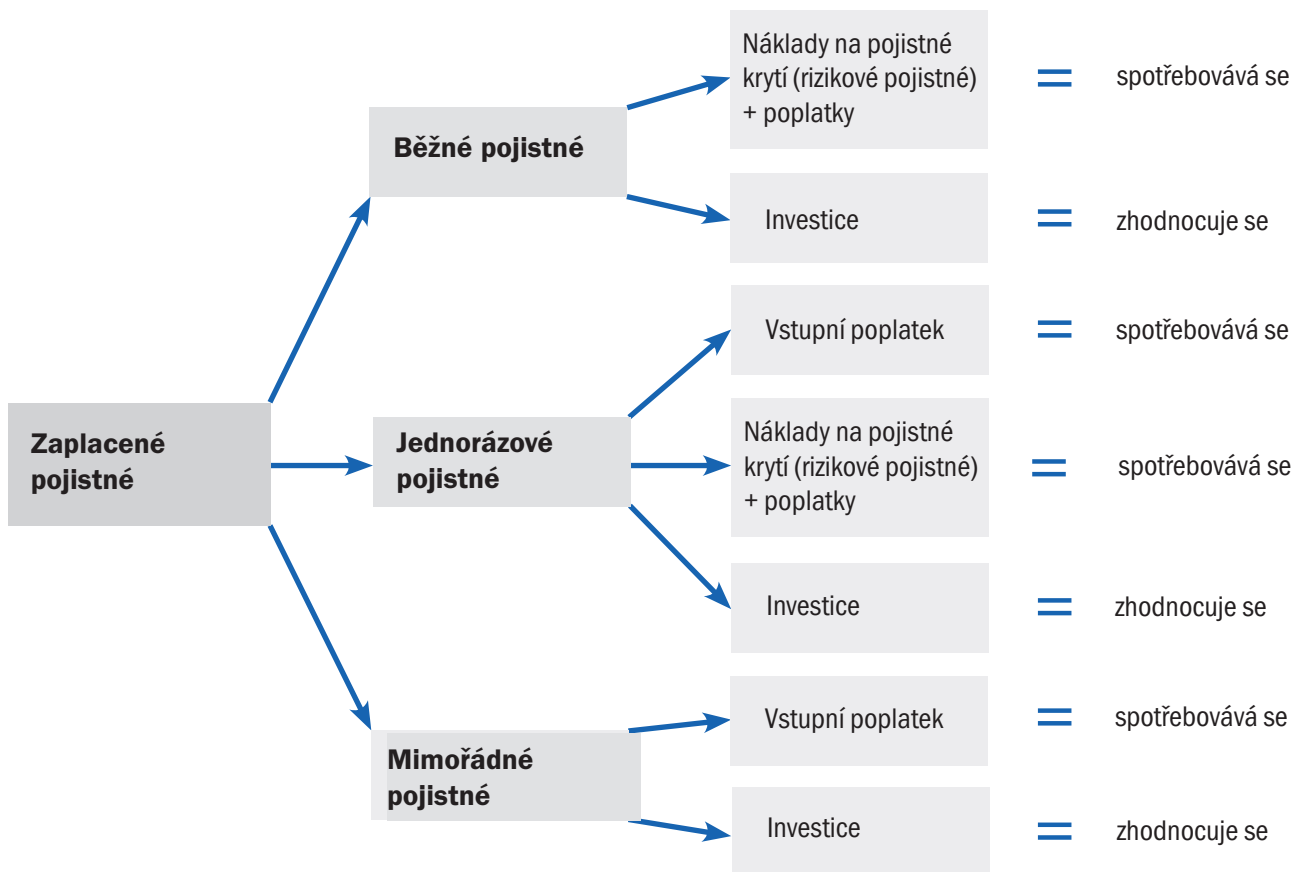 Náklady na pojistné
krytí (rizikové pojistné)
+ poplatky
= spotřebovává se
Běžné pojistné
Investice
= zhodnocuje se
Vstupní poplatek
= spotřebovává se
Zaplacené
pojistné
Jednorázové
pojistné
Náklady na pojistné
krytí (rizikové pojistné)
+ poplatky
= spotřebovává se
Investice
= zhodnocuje se
Mimořádné
pojistné
Vstupní poplatek
= spotřebovává se
Investice
= zhodnocuje se